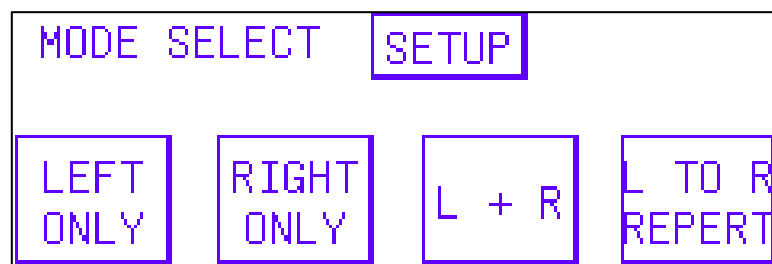 MODE SELECT SETUP
LEFT ONLY
RIGHT ONLY
L + R
L TO R REPERT